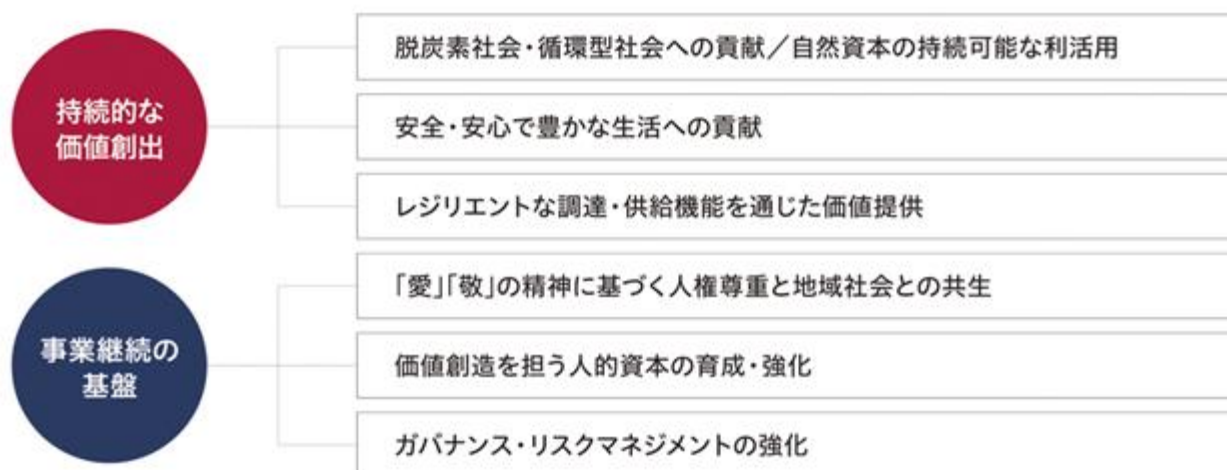 持続的な
価値創出
脱炭素社会・循環型社会への貢献／自然資本の持続可能な利活用
安全・安心で豊かな生活への貢献
レジリエントな調達・供給機能を通じた価値提供
事業継続の
基盤
「愛」「敬」の精神に基づく人権尊重と地域社会との共生
価値創造を担う人的資本の育成・強化
ガバナンス・リスクマネジメントの強化